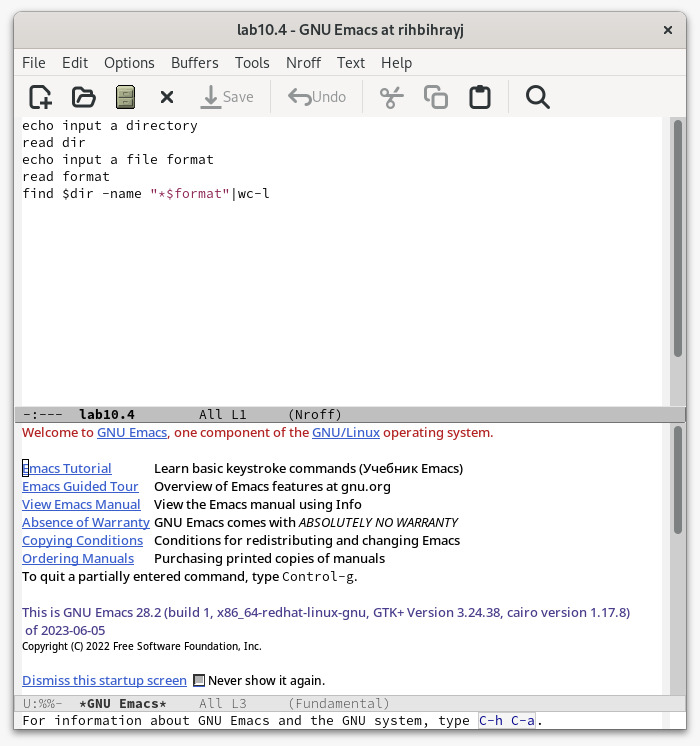 lab10.4 - GNU Emacs at rihbihrayj
File Edit Options Buffers Tools Nroff Text Help
Save Undo
echo input a directory
read dir
echo input a file format
read format
find $dir -name "*$format"|wc-l
-:--- lab10.4 All L1 (Nroff)
Welcome to GNU Emacs, one component of the GNU/Linux operating system.
Emacs Tutorial Learn basic keystroke commands (Учебник Emacs)
Emacs Guided Tour Overview of Emacs features at gnu.org
View Emacs Manual View the Emacs manual using Info
Absence of Warranty GNU Emacs comes with ABSOLUTELY NO WARRANTY
Copying Conditions Conditions for redistributing and changing Emacs
Ordering Manuals Purchasing printed copies of manuals
To quit a partially entered command, type Control-g.
This is GNU Emacs 28.2 (build 1, x86_64-redhat-linux-gnu, GTK+ Version 3.24.38, cairo version 1.17.8)
of 2023-06-05
Copyright (C) 2022 Free Software Foundation, Inc.
Dismiss this startup screen Never show it again.
U:%%- *GNU Emacs* All L3 (Fundamental)
For information about GNU Emacs and the GNU system, type C-h C-a.